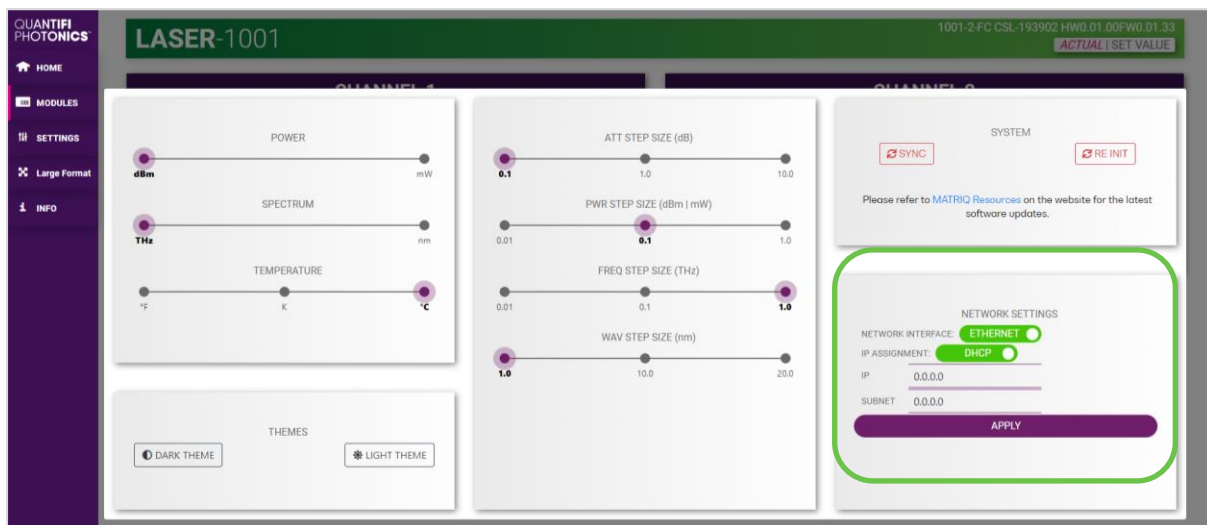 QUANTIFI
PHOTONICS
HOME
MODULES
SETTINGS
Large Format
INFO
LASER-1001
1001-2-FC CSL-193902 HW0.01.00FW0.01.33
ACTUAL | SET VALUE
POWER
dBm mW
SPECTRUM
THz nm
TEMPERATURE
°F K °C
THEMES
DARK THEME LIGHT THEME
ATT STEP SIZE (dB)
0.1 1.0 10.0
PWR STEP SIZE (dBm | mW)
0.01 0.1 1.0
FREQ STEP SIZE (THz)
0.01 0.1 1.0
WAV STEP SIZE (nm)
1.0 10.0 20.0
SYSTEM
SYNC RE INIT
Please refer to MATRIQ Resources on the website for the latest
software updates.
NETWORK SETTINGS
NETWORK INTERFACE: ETHERNET
IP ASSIGNMENT: DHCP
IP 0.0.0.0
SUBNET 0.0.0.0
APPLY